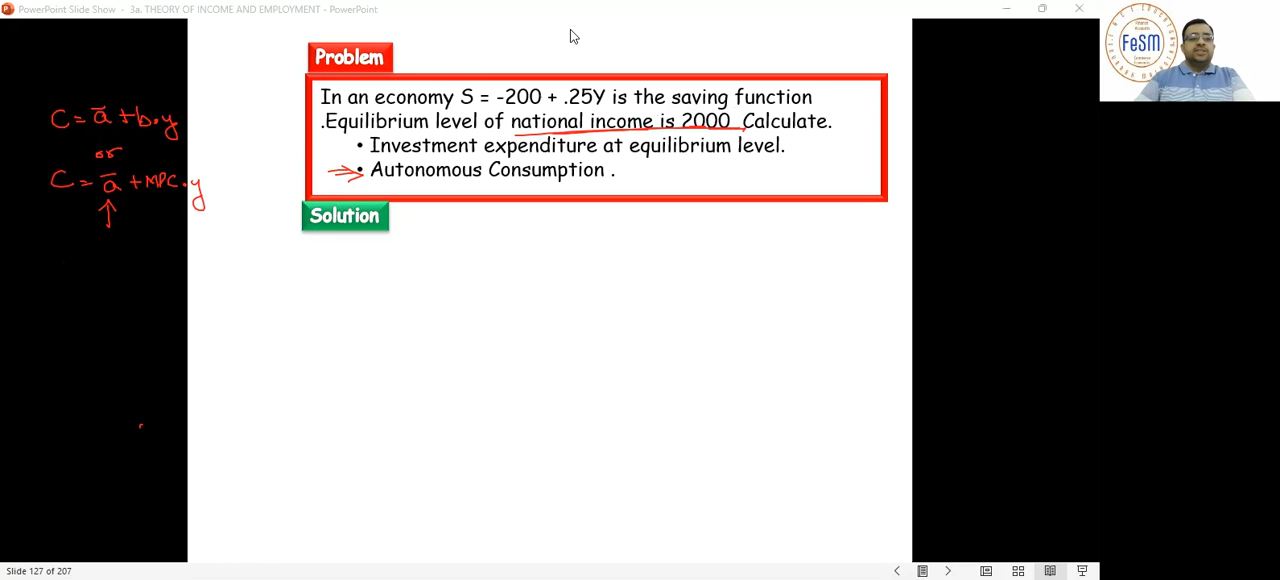 PowerPoint Slide Show - 3a. THEORY OF INCOME AND EMPLOYMENT - PowerPoint
FeSM
Problem
In an economy S = -200 + .25Y is the saving function
.Equilibrium level of national income is 2000 Calculate.
• Investment expenditure at equilibrium level.
• Autonomous Consumption .
Solution
C = a̅ + b.y
or
C = a̅ + MPC.y
Slide 127 of 207